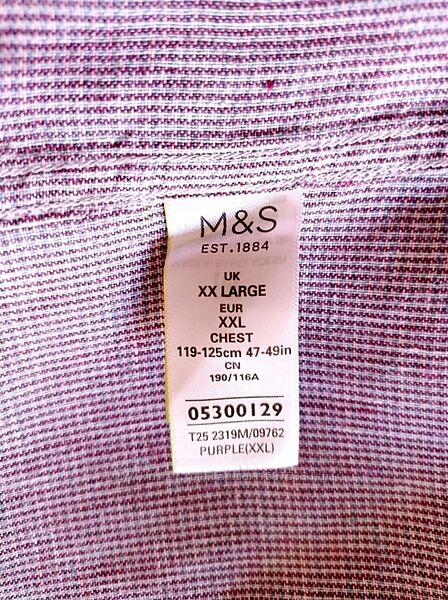 M&S
EST.1884
UK
XX LARGE
EUR
XXL
CHEST
119-125cm 47-49in
CN
190/116A
05300129
T25 2319M/09762
PURPLE(XXL)